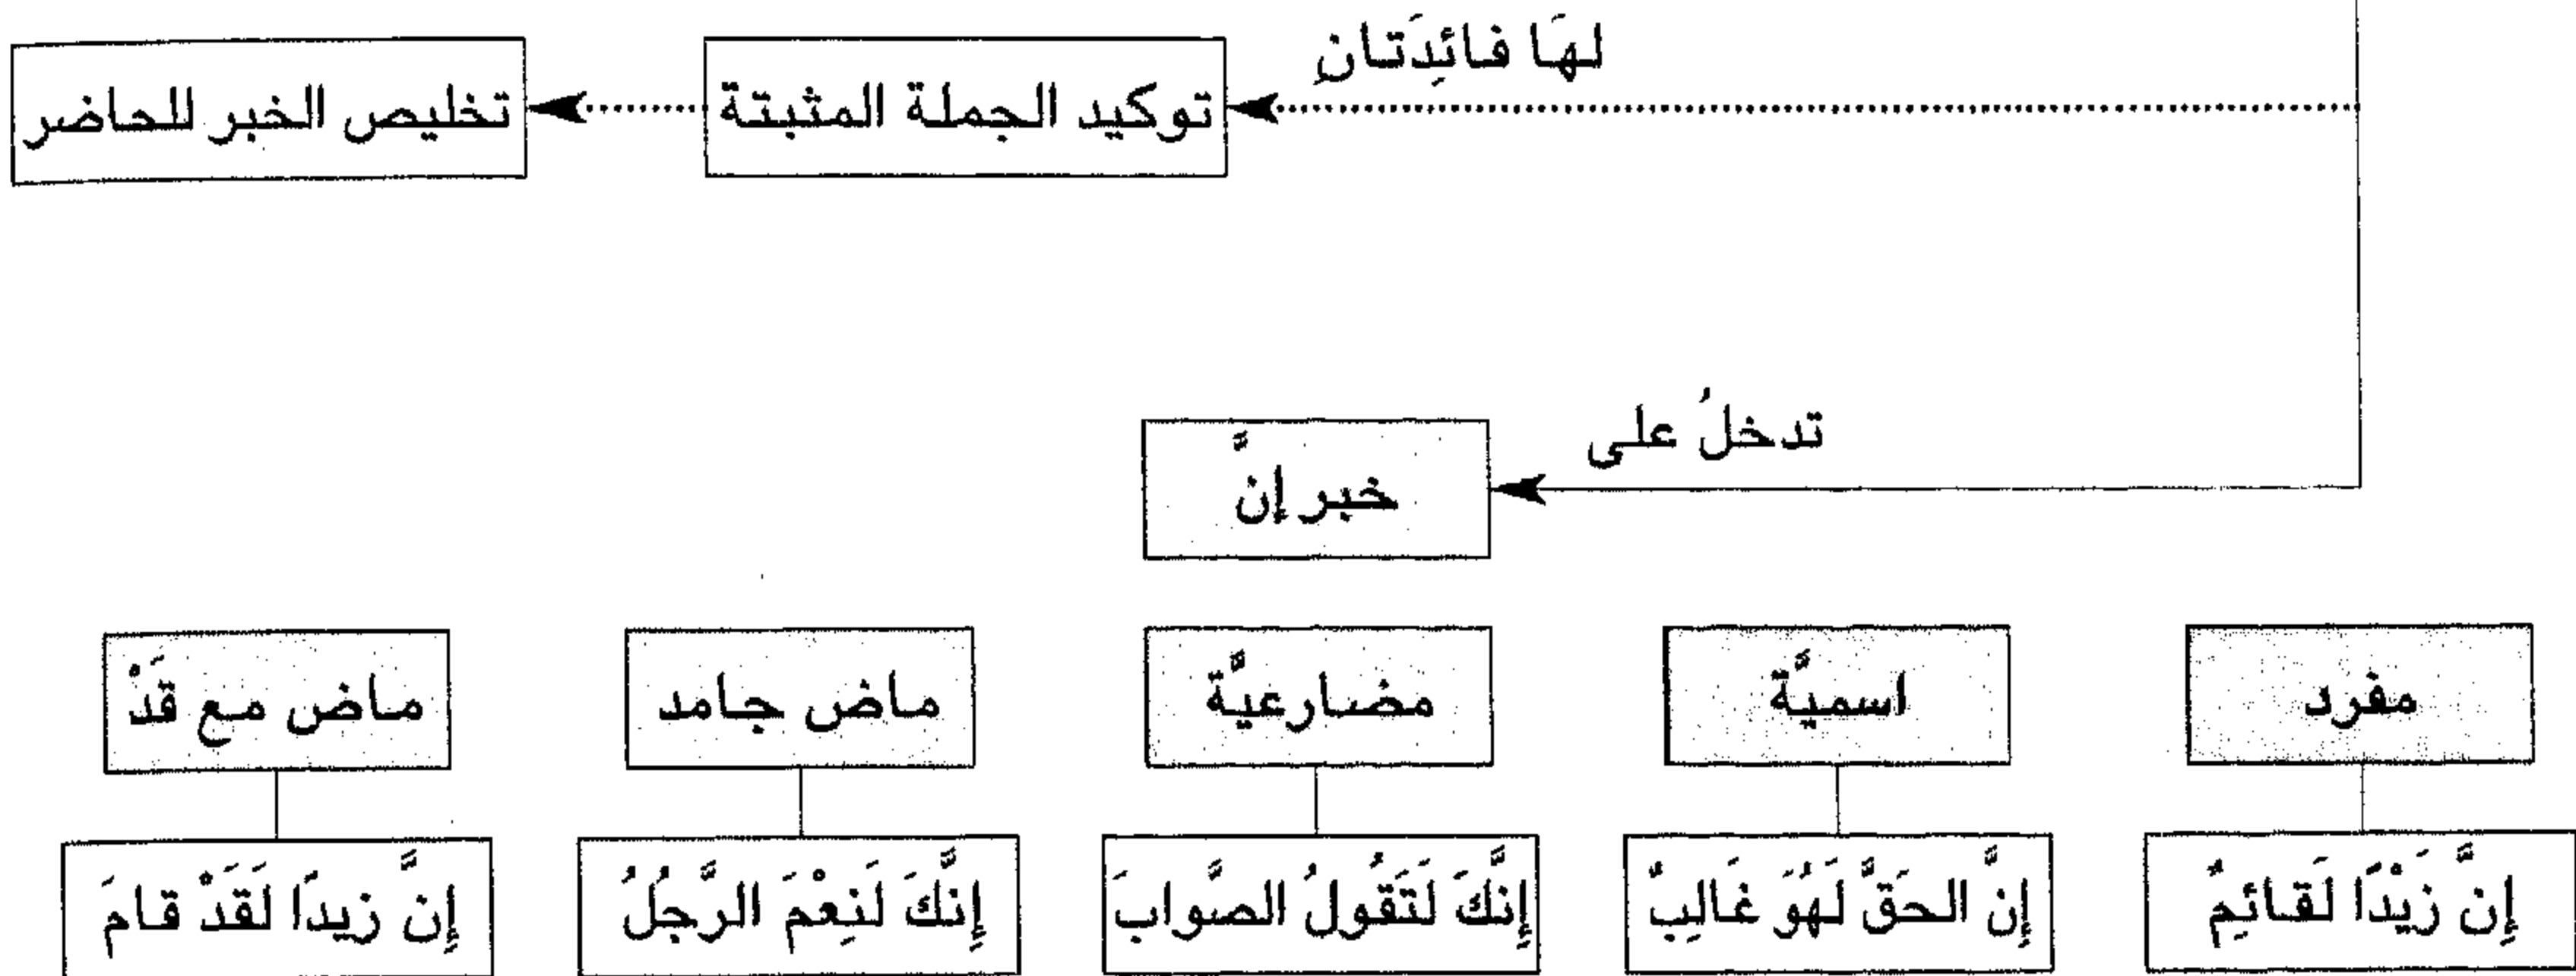 لهَا فائِدَتانِ
توكيد الجملة المثبتة
تخليص الخبر للحاضر
تدخلُ على
خبر إنَّ
مفرد
اسميَّة
مضارعيَّة
ماض جامد
ماض مع قَدْ
إِنَّ زَيْدًا لَقائِمٌ
إِنَّ الحَقَّ لَهُوَ غَالِبٌ
إِنَّكَ لَتَقُولُ الصَّوابَ
إِنَّكَ لَنِعْمَ الرَّجُلُ
إِنَّ زيدًا لَقَدْ قامَ